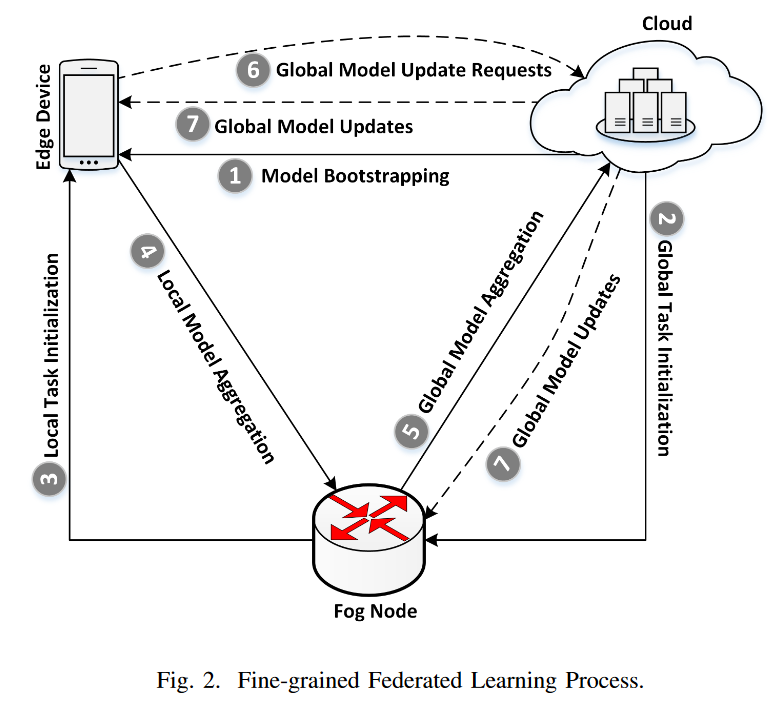 Cloud
Edge Device
6 Global Model Update Requests
7 Global Model Updates
1 Model Bootstrapping
2 Global Task Initialization
3 Local Task Initialization
4 Local Model Aggregation
5 Global Model Aggregation
7 Global Model Updates
Fog Node
Fig. 2. Fine-grained Federated Learning Process.